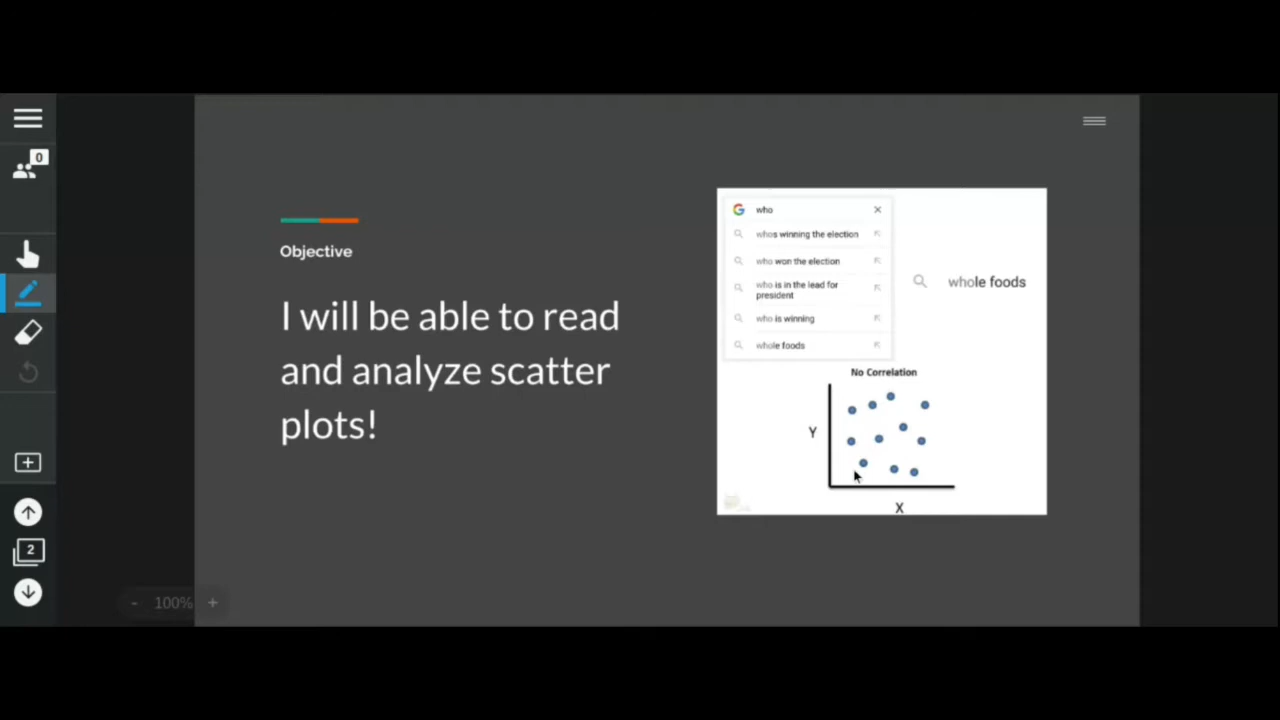 0
Objective
I will be able to read
and analyze scatter
plots!
who
whos winning the election
who won the election
who is in the lead for
president
who is winning
whole foods
whole foods
No Correlation
Y
X
2
- 100% +